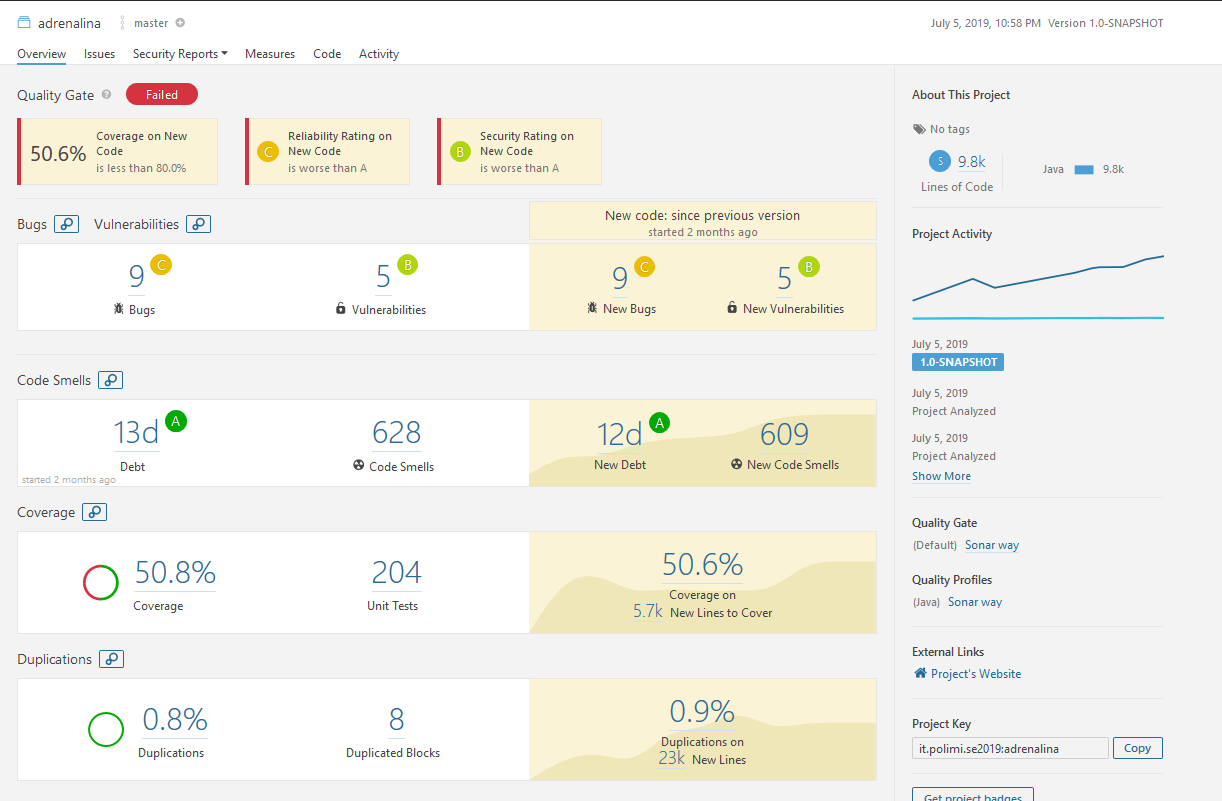 adrenalina master
July 5, 2019, 10:58 PM Version 1.0-SNAPSHOT
Overview Issues Security Reports Measures Code Activity
Quality Gate ? Failed
50.6% Coverage on New Code
is less than 80.0%
C Reliability Rating on New Code
is worse than A
B Security Rating on New Code
is worse than A
Bugs Vulnerabilities
New code: since previous version
started 2 months ago
9 C
Bugs
5 B
Vulnerabilities
9 C
New Bugs
5 B
New Vulnerabilities
Code Smells
13d A
Debt
started 2 months ago
628
Code Smells
12d A
New Debt
609
New Code Smells
Coverage
50.8%
Coverage
204
Unit Tests
50.6%
Coverage on
5.7k New Lines to Cover
Duplications
0.8%
Duplications
8
Duplicated Blocks
0.9%
Duplications on
23k New Lines
About This Project
No tags
S 9.8k
Lines of Code
Java 9.8k
Project Activity
July 5, 2019
1.0-SNAPSHOT
July 5, 2019
Project Analyzed
July 5, 2019
Project Analyzed
Show More
Quality Gate
(Default) Sonar way
Quality Profiles
(Java) Sonar way
External Links
Project's Website
Project Key
it.polimi.se2019:adrenalina Copy
Get project badges